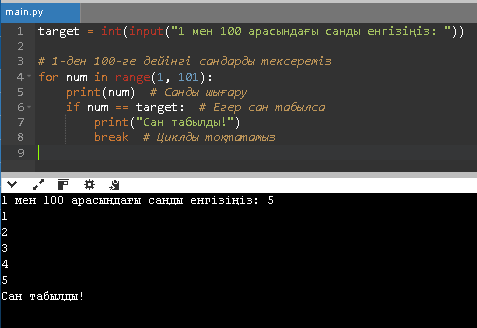 main.py
1 target = int(input("1 мен 100 арасындағы санды енгізіңіз: "))
2
3 # 1-ден 100-ге дейінгі сандарды тексереміз
4 for num in range(1, 101):
5     print(num)  # Санды шығару
6     if num == target:  # Егер сан табылса
7         print("Сан табылды!")
8         break  # Циклды тоқтатамыз
9
1 мен 100 арасындағы санды енгізіңіз: 5
1
2
3
4
5
Сан табылды!